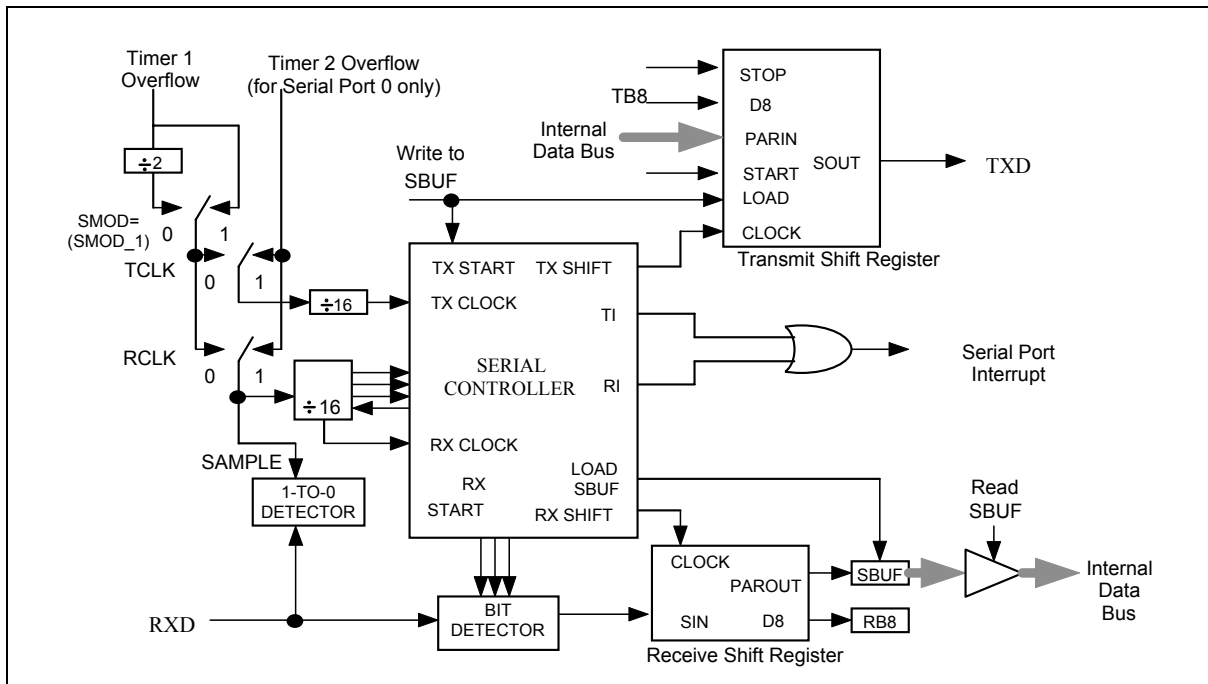 Timer 1
Overflow
Timer 2 Overflow
(for Serial Port 0 only)
÷2
SMOD=
(SMOD_1)
0
1
TCLK
0
1
RCLK
0
1
÷16
÷16
SAMPLE
1-TO-0
DETECTOR
RXD
Write to
SBUF
TX START
TX SHIFT
TX CLOCK
TI
SERIAL
CONTROLLER
RI
RX CLOCK
LOAD
SBUF
RX
START
RX SHIFT
BIT
DETECTOR
TB8
Internal
Data Bus
STOP
D8
PARIN
SOUT
START
LOAD
CLOCK
Transmit Shift Register
TXD
Serial Port
Interrupt
CLOCK
PAROUT
SIN
D8
Receive Shift Register
SBUF
RB8
Read
SBUF
Internal
Data
Bus